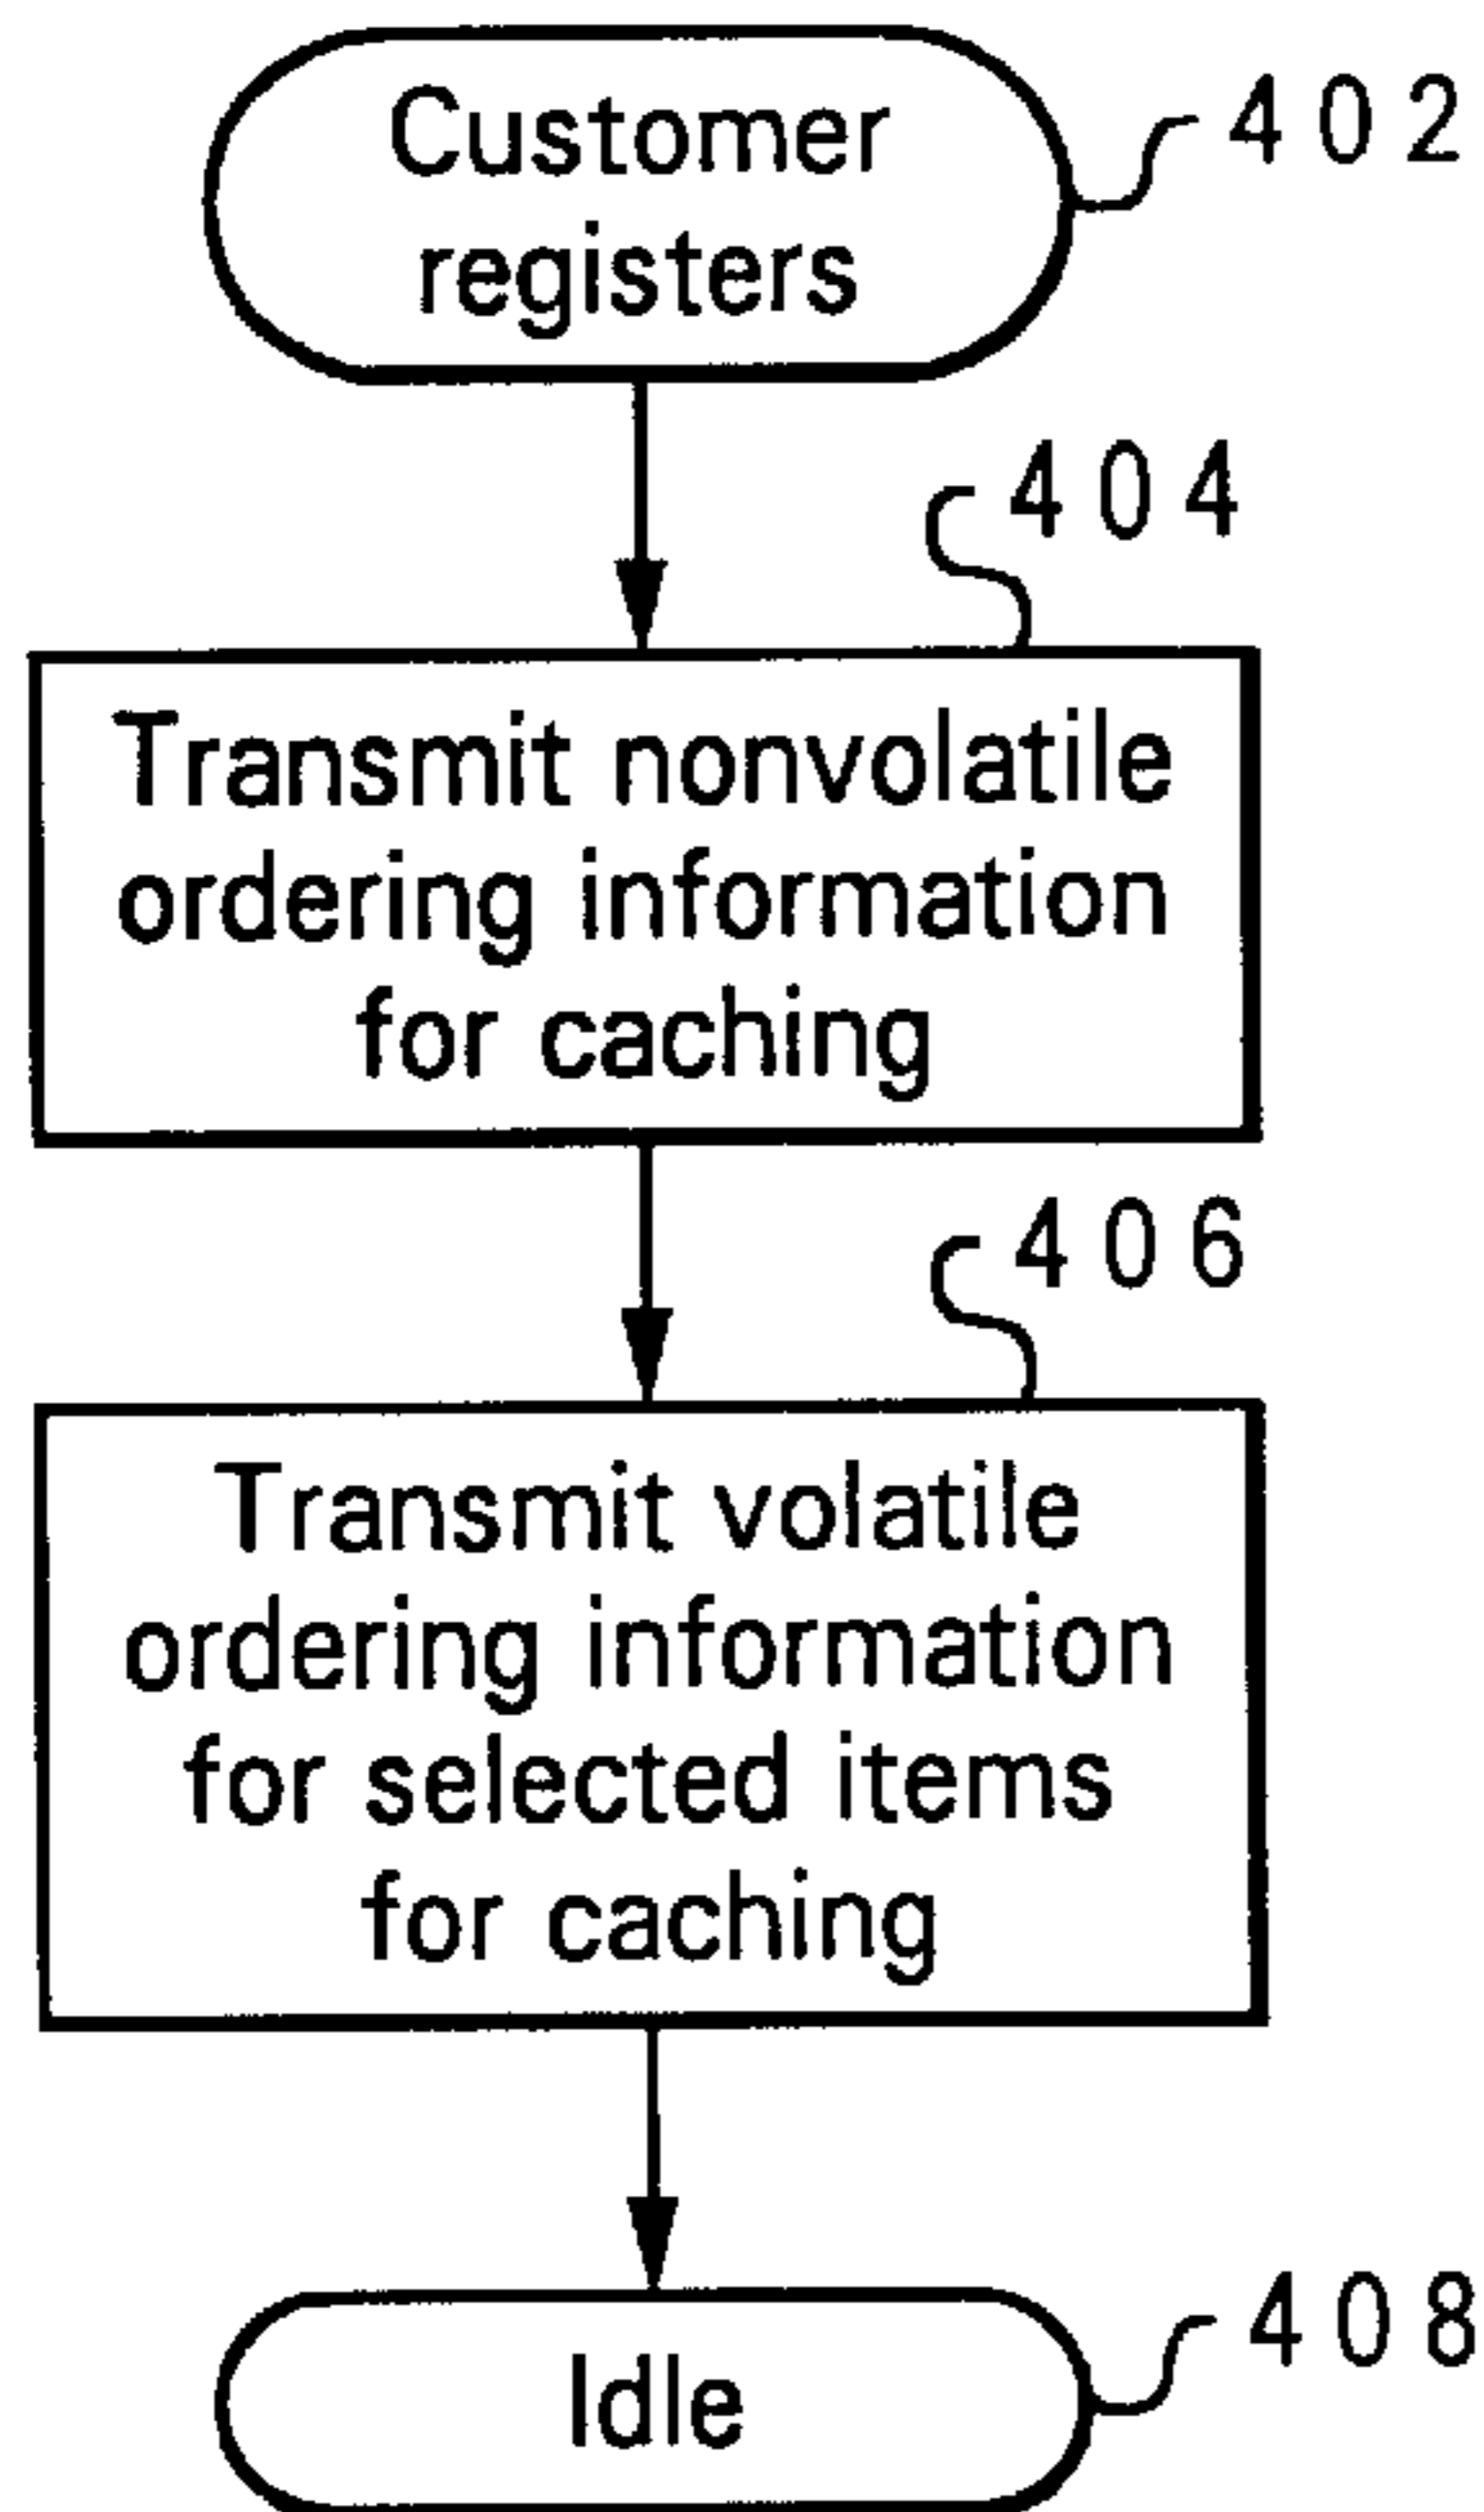 Customer
registers
402
404
Transmit nonvolatile
ordering information
for caching
406
Transmit volatile
ordering information
for selected items
for caching
408
Idle